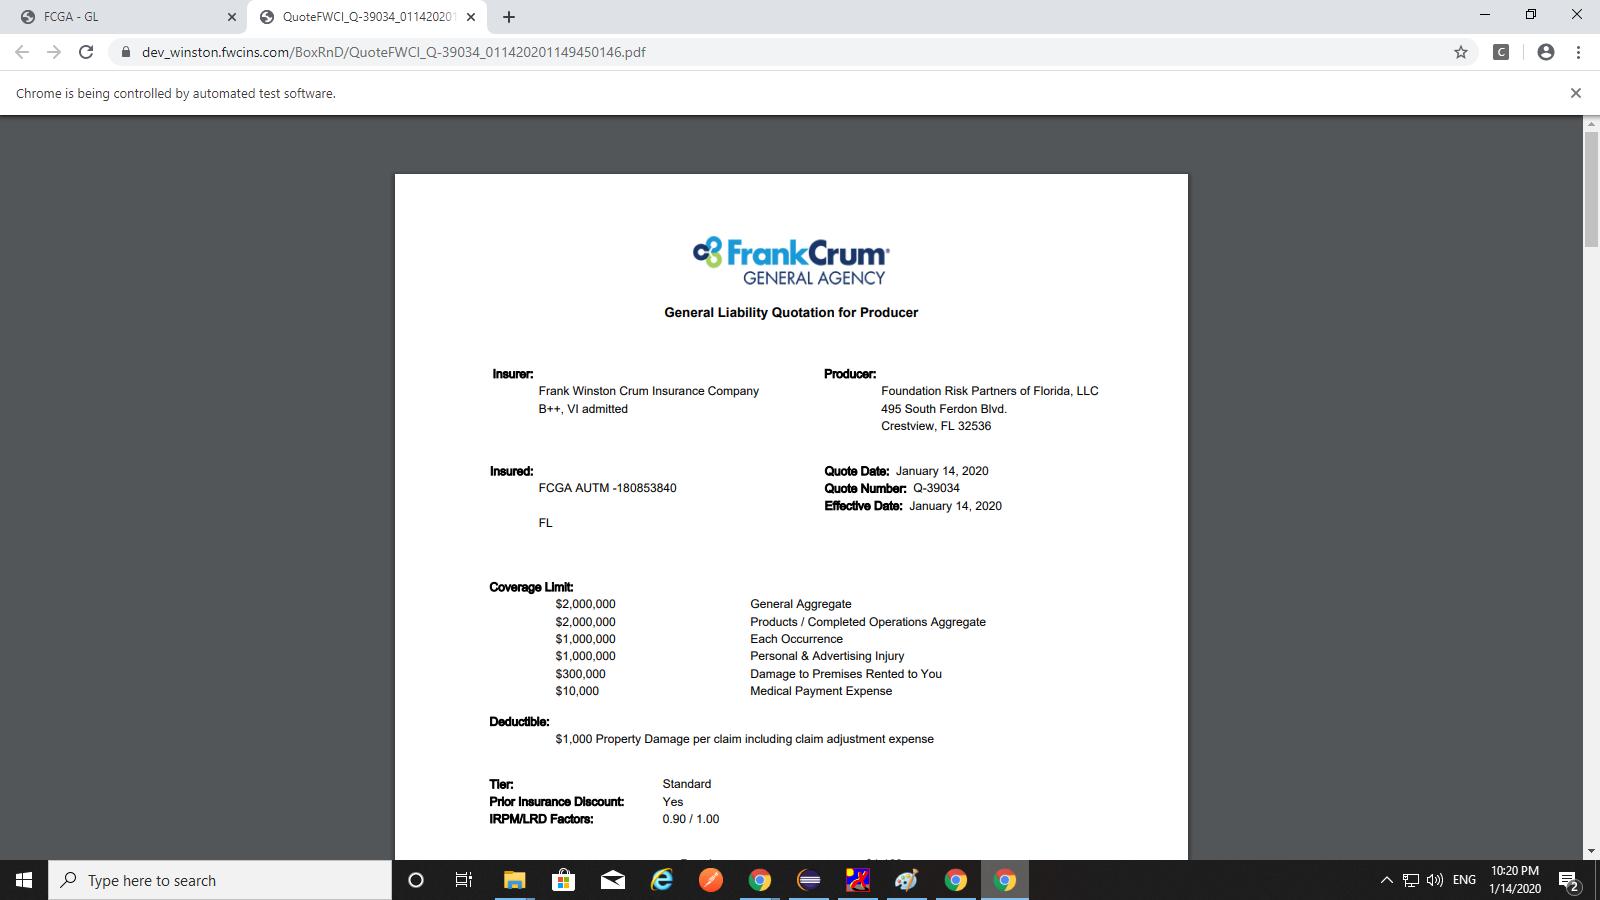 FCGA - GL
QuoteFWCI_Q-39034_01142020
dev_winston.fwcins.com/BoxRnD/QuoteFWCI_Q-39034_011420201149450146.pdf
C
Chrome is being controlled by automated test software.
FrankCrum
GENERAL AGENCY
General Liability Quotation for Producer
Insurer:
Frank Winston Crum Insurance Company
B++, VI admitted
Producer:
Foundation Risk Partners of Florida, LLC
495 South Ferdon Blvd.
Crestview, FL 32536
Insured:
FCGA AUTM -180853840
FL
Quote Date: January 14, 2020
Quote Number: Q-39034
Effective Date: January 14, 2020
Coverage Limit:
$2,000,000 General Aggregate
$2,000,000 Products / Completed Operations Aggregate
$1,000,000 Each Occurrence
$1,000,000 Personal & Advertising Injury
$300,000 Damage to Premises Rented to You
$10,000 Medical Payment Expense
Deductible:
$1,000 Property Damage per claim including claim adjustment expense
Tier: Standard
Prior Insurance Discount: Yes
IRPM/LRD Factors: 0.90 / 1.00
Type here to search
ENG
10:20 PM
1/14/2020
2